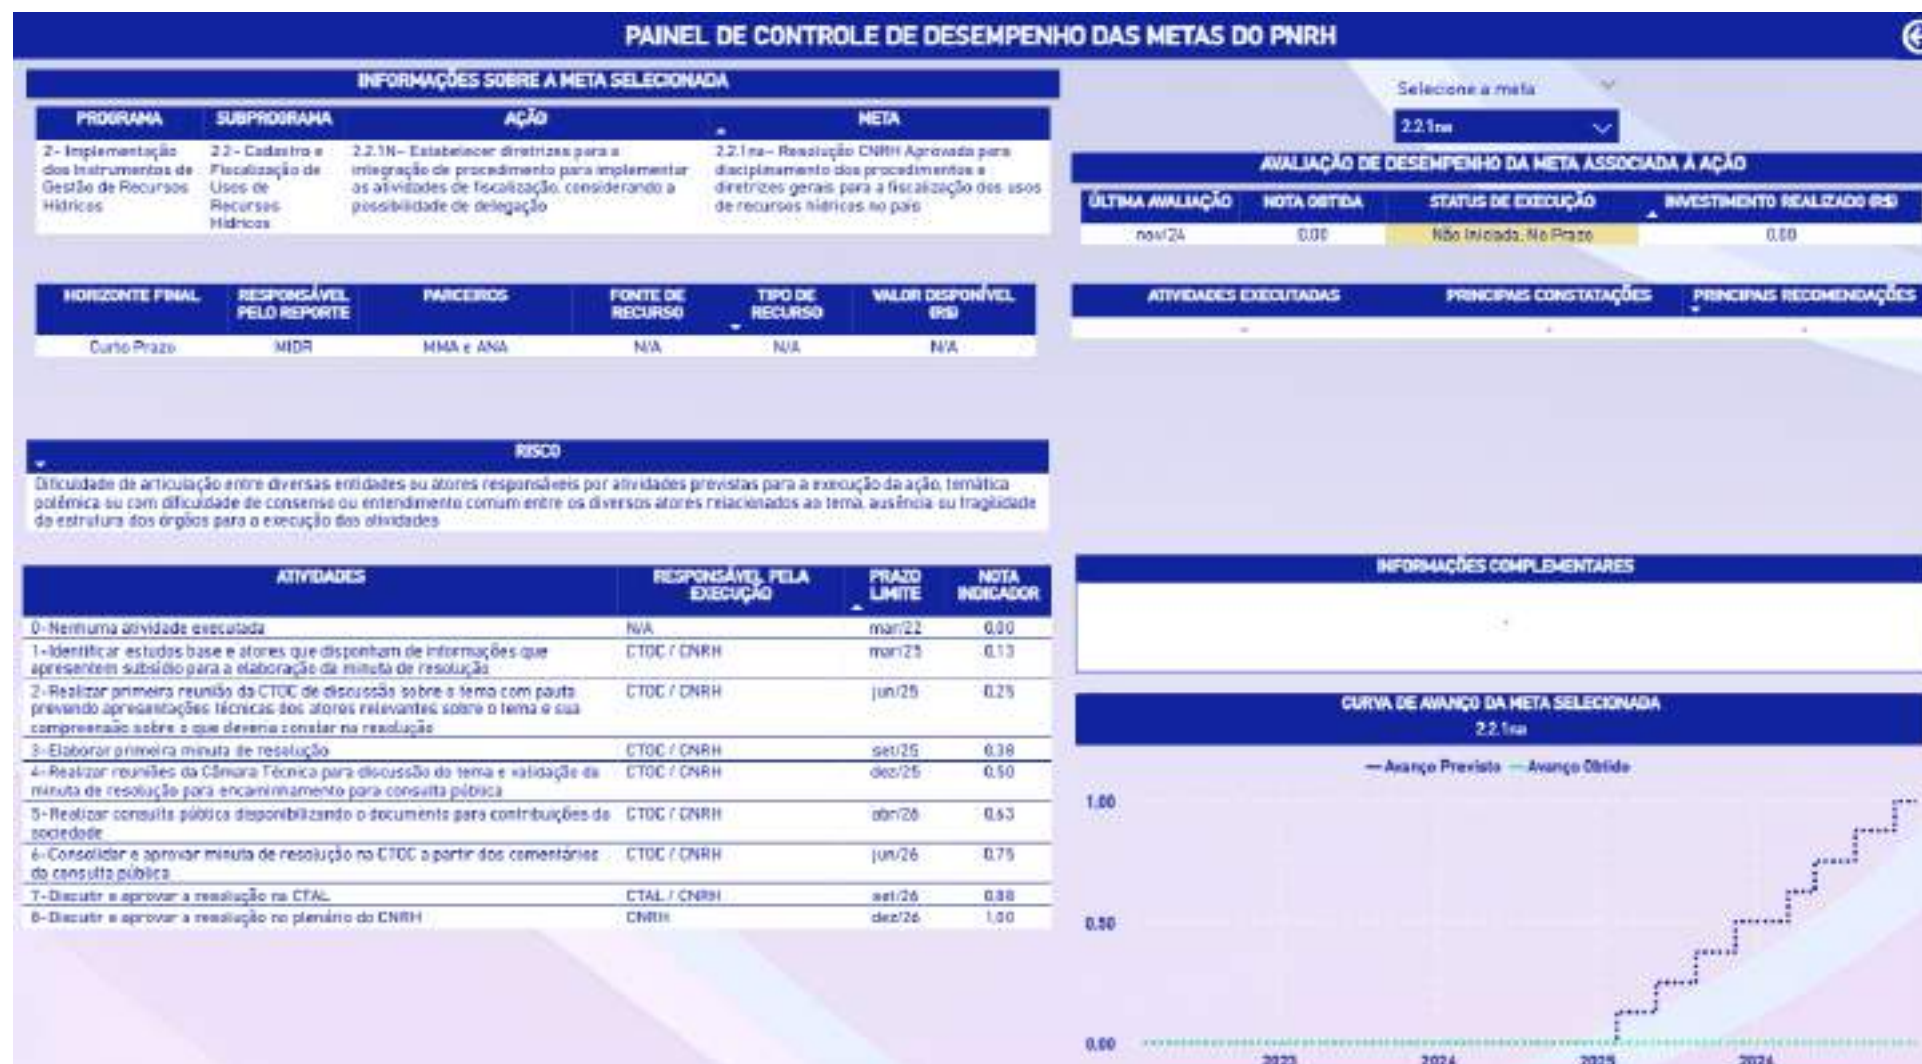 PAINEL DE CONTROLE DE DESEMPENHO DAS METAS DO PNRH
INFORMAÇÕES SOBRE A META SELECIONADA
PROGRAMA SUBPROGRAMA AÇÃO META
2- Implementação dos Instrumentos de Gestão de Recursos Hídricos
2.2- Cadastro e Fiscalização de Usos de Recursos Hídricos
2.2.1N- Estabelecer diretrizes para a integração de procedimento para implementar as atividades de fiscalização, considerando a possibilidade de delegação
2.2.1na- Resolução CNRH Aprovada para disciplinamento dos procedimentos e diretrizes gerais para a fiscalização dos usos de recursos hídricos no país
HORIZONTE FINAL RESPONSÁVEL PELO REPORTE PARCEIROS FONTE DE RECURSO TIPO DE RECURSO VALOR DISPONÍVEL (R$)
Curto Prazo MIDR MMA e ANA N/A N/A N/A
RISCO
Dificuldade de articulação entre diversas entidades ou atores responsáveis por atividades previstas para a execução da ação, temática
polêmica ou com dificuldade de consenso ou entendimento comum entre os diversos atores relacionados ao tema, ausência ou fragilidade
da estrutura dos órgãos para a execução das atividades
ATIVIDADES RESPONSÁVEL PELA EXECUÇÃO PRAZO LIMITE NOTA INDICADOR
0-Nenhuma atividade executada N/A mar/22 0,00
1-Identificar estudos base e atores que disponham de informações que apresentem subsídio para a elaboração da minuta de resolução CTOC / CNRH mar/25 0,13
2-Realizar primeira reunião da CTOC de discussão sobre o tema com pauta prevendo apresentações técnicas dos atores relevantes sobre o tema e sua compreensão sobre o que deveria constar na resolução CTOC / CNRH jun/25 0,25
3-Elaborar primeira minuta de resolução CTOC / CNRH set/25 0,38
4-Realizar reuniões da Câmara Técnica para discussão do tema e validação da minuta de resolução para encaminhamento para consulta pública CTOC / CNRH dez/25 0,50
5-Realizar consulta pública disponibilizando o documento para contribuições da sociedade CTOC / CNRH abr/26 0,63
6-Consolidar e aprovar minuta de resolução na CTOC a partir dos comentários da consulta pública CTOC / CNRH jun/26 0,75
7-Discutir e aprovar a resolução na CTAL CTAL / CNRH set/26 0,88
8-Discutir e aprovar a resolução no plenário do CNRH CNRH dez/26 1,00
Selecione a meta
2.2.1na
AVALIAÇÃO DE DESEMPENHO DA META ASSOCIADA À AÇÃO
ÚLTIMA AVALIAÇÃO NOTA OBTIDA STATUS DE EXECUÇÃO INVESTIMENTO REALIZADO (R$)
nov/24 0.00 Não Iniciada. No Prazo 0.00
ATIVIDADES EXECUTADAS PRINCIPAIS CONSTATAÇÕES PRINCIPAIS RECOMENDAÇÕES
- - -
INFORMAÇÕES COMPLEMENTARES
-
CURVA DE AVANÇO DA META SELECIONADA
2.2.1na
Avanço Previsto Avanço Obtido
1.00
0.50
0.00
2023 2024 2025 2026